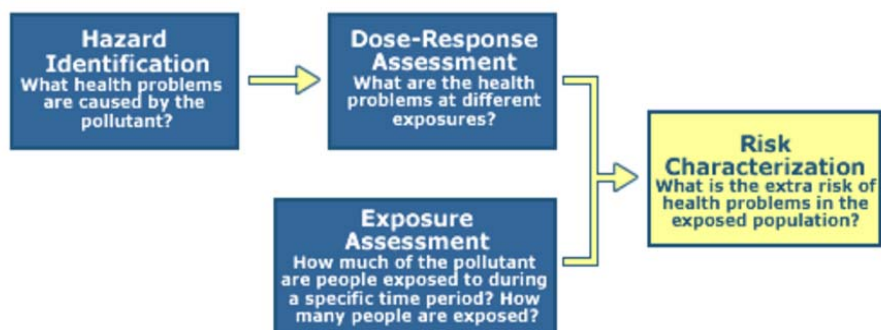 Hazard
Identification
What health problems
are caused by the
pollutant?
Dose-Response
Assessment
What are the health
problems at different
exposures?
Exposure
Assessment
How much of the pollutant
are people exposed to during
a specific time period? How
many people are exposed?
Risk
Characterization
What is the extra risk of
health problems in the
exposed population?